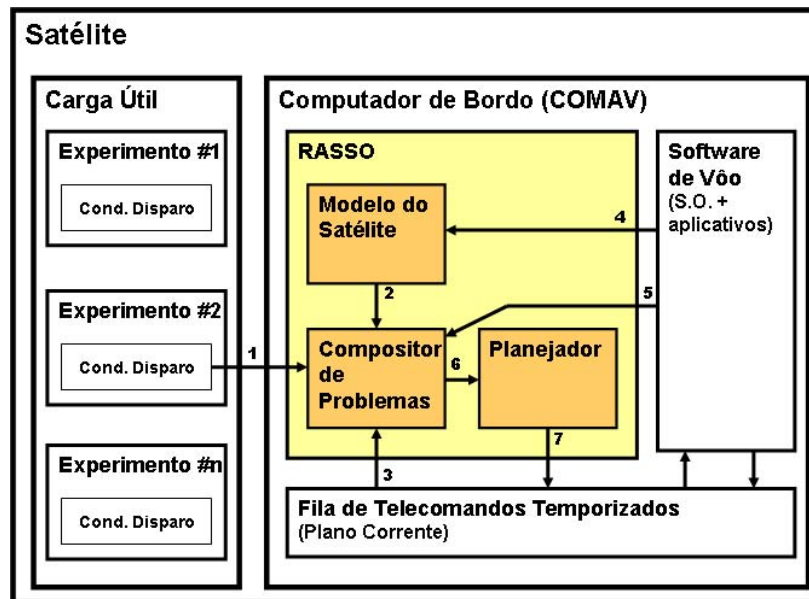 Satélite
Carga Útil
Experimento #1
Cond. Disparo
Experimento #2
Cond. Disparo
Experimento #n
Cond. Disparo
1
Computador de Bordo (COMAV)
RASSO
Modelo do
Satélite
2
Compositor
de
Problemas
6
Planejador
3
7
4
5
Software
de Vôo
(S.O. +
aplicativos)
Fila de Telecomandos Temporizados
(Plano Corrente)